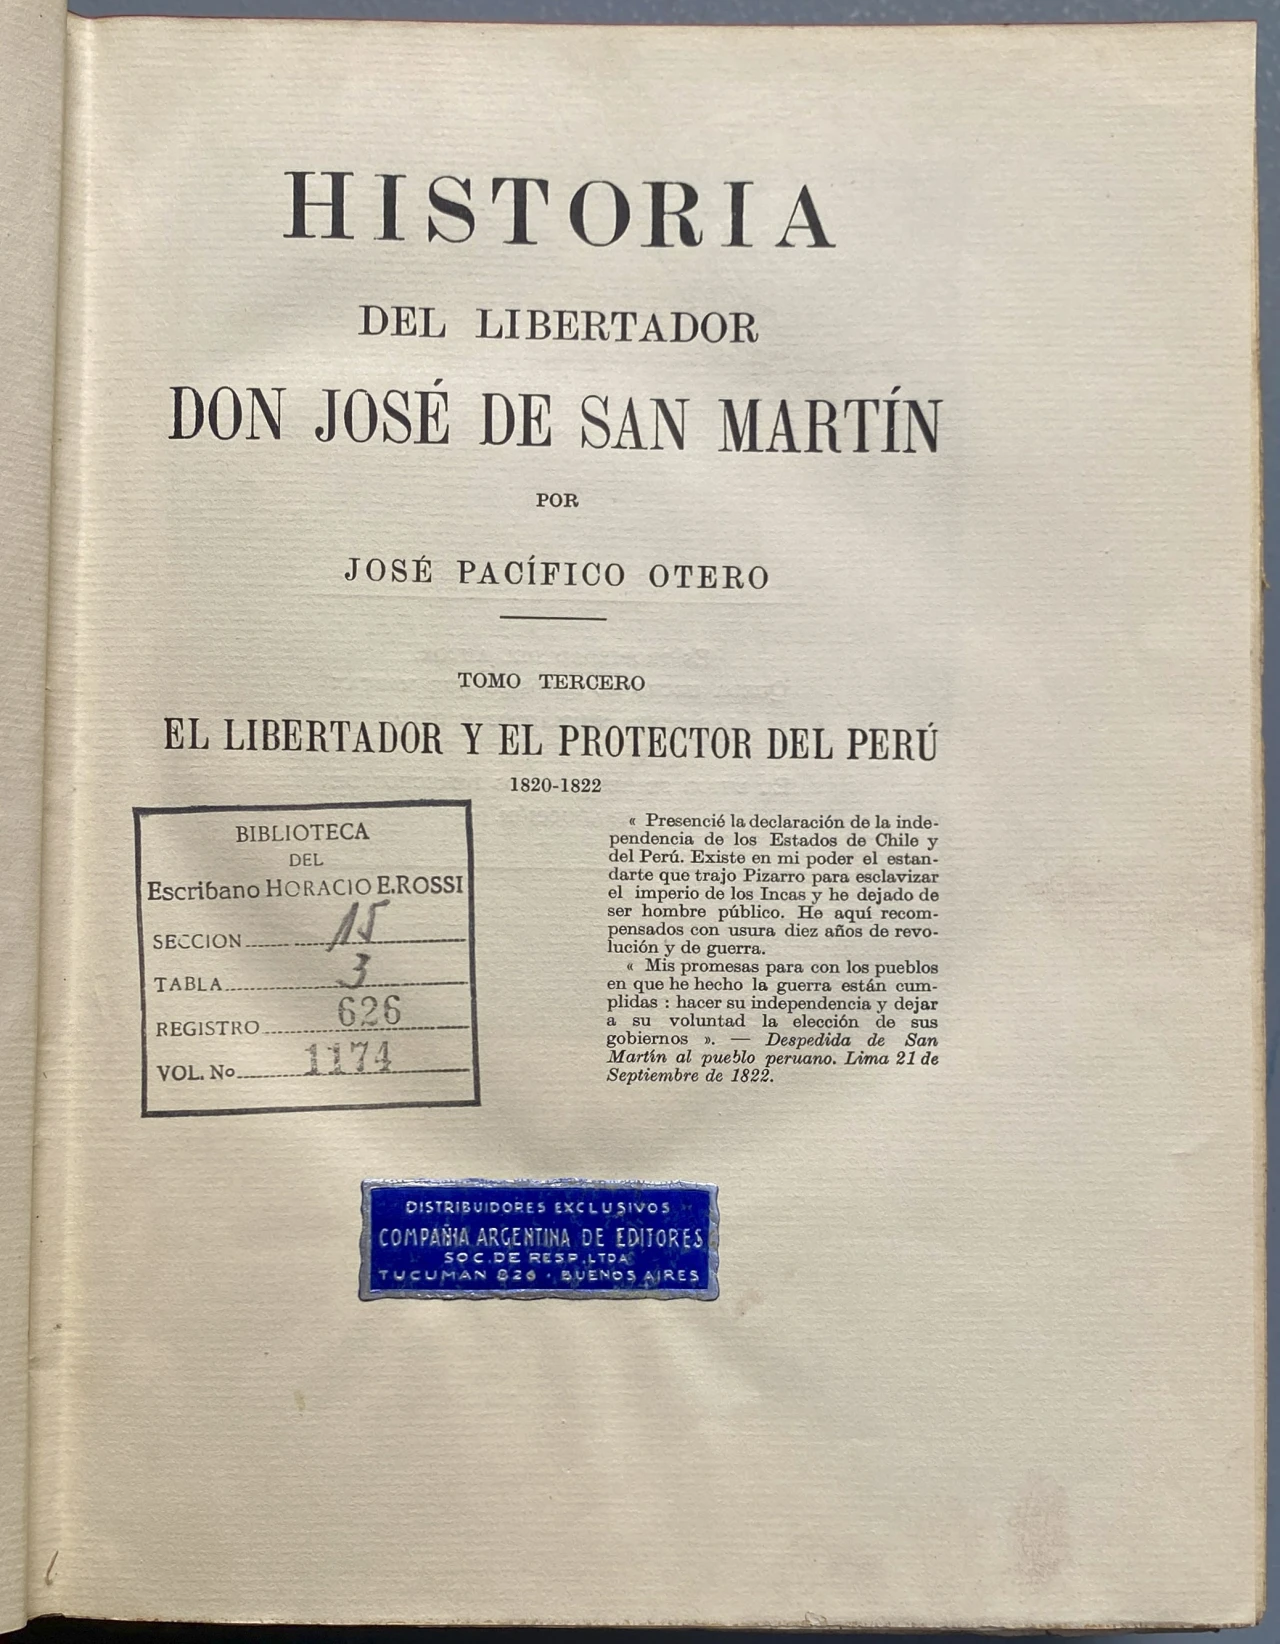 HISTORIA
DEL LIBERTADOR
DON JOSÉ DE SAN MARTÍN
POR
JOSÉ PACÍFICO OTERO
TOMO TERCERO
EL LIBERTADOR Y EL PROTECTOR DEL PERÚ
1820-1822
BIBLIOTECA
DEL
Escribano HORACIO E. ROSSI
SECCION 15
TABLA 3
REGISTRO 626
VOL. No 1174
« Presencié la declaración de la inde-
pendencia de los Estados de Chile y
del Perú. Existe en mi poder el estan-
darte que trajo Pizarro para esclavizar
el imperio de los Incas y he dejado de
ser hombre público. He aquí recom-
pensados con usura diez años de revo-
lución y de guerra.
« Mis promesas para con los pueblos
en que he hecho la guerra están cum-
plidas : hacer su independencia y dejar
a su voluntad la elección de sus
gobiernos ». — Despedida de San
Martín al pueblo peruano. Lima 21 de
Septiembre de 1822.
DISTRIBUIDORES EXCLUSIVOS
COMPAÑIA ARGENTINA DE EDITORES
SOC. DE RESP. LTDA
TUCUMAN 826 · BUENOS AIRES